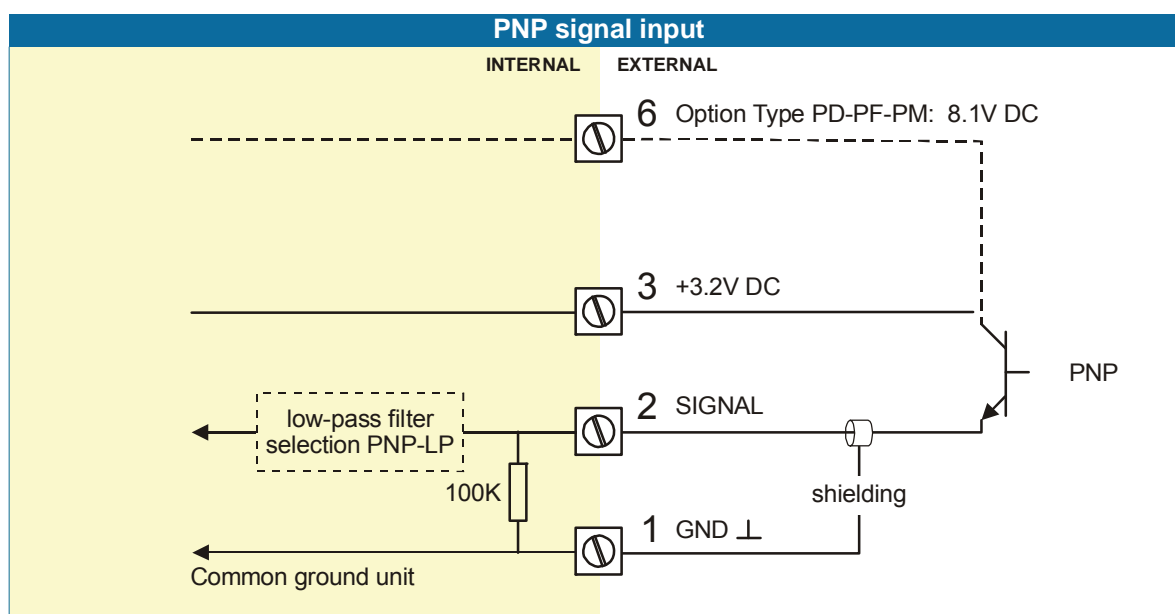 PNP signal input
INTERNAL EXTERNAL
6 Option Type PD-PF-PM: 8.1V DC
3 +3.2V DC
PNP
2 SIGNAL
low-pass filter
selection PNP-LP
100K
shielding
1 GND ⊥
Common ground unit